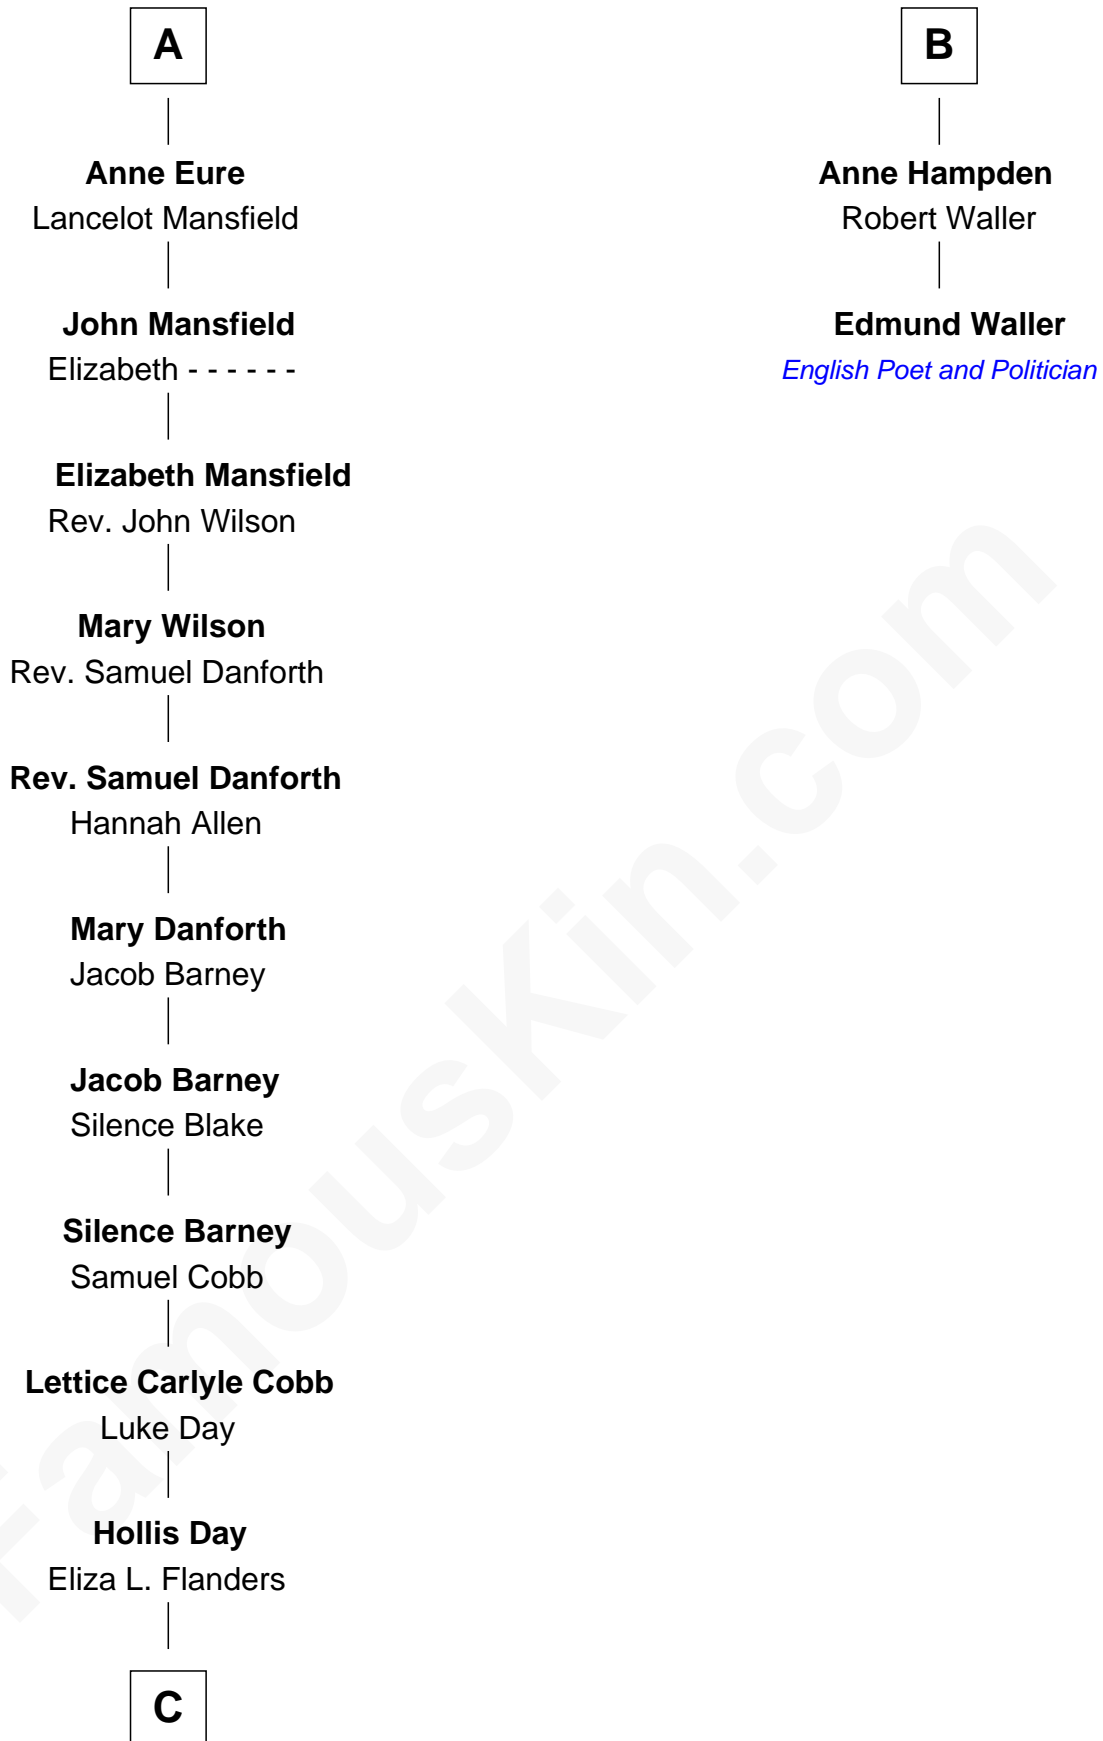 A
B
Anne Eure
Lancelot Mansfield
Anne Hampden
Robert Waller
John Mansfield
Elizabeth - - - - - -
Edmund Waller
English Poet and Politician
Elizabeth Mansfield
Rev. John Wilson
Mary Wilson
Rev. Samuel Danforth
Rev. Samuel Danforth
Hannah Allen
Mary Danforth
Jacob Barney
Jacob Barney
Silence Blake
Silence Barney
Samuel Cobb
Lettice Carlyle Cobb
Luke Day
Hollis Day
Eliza L. Flanders
C
FamousKin.com